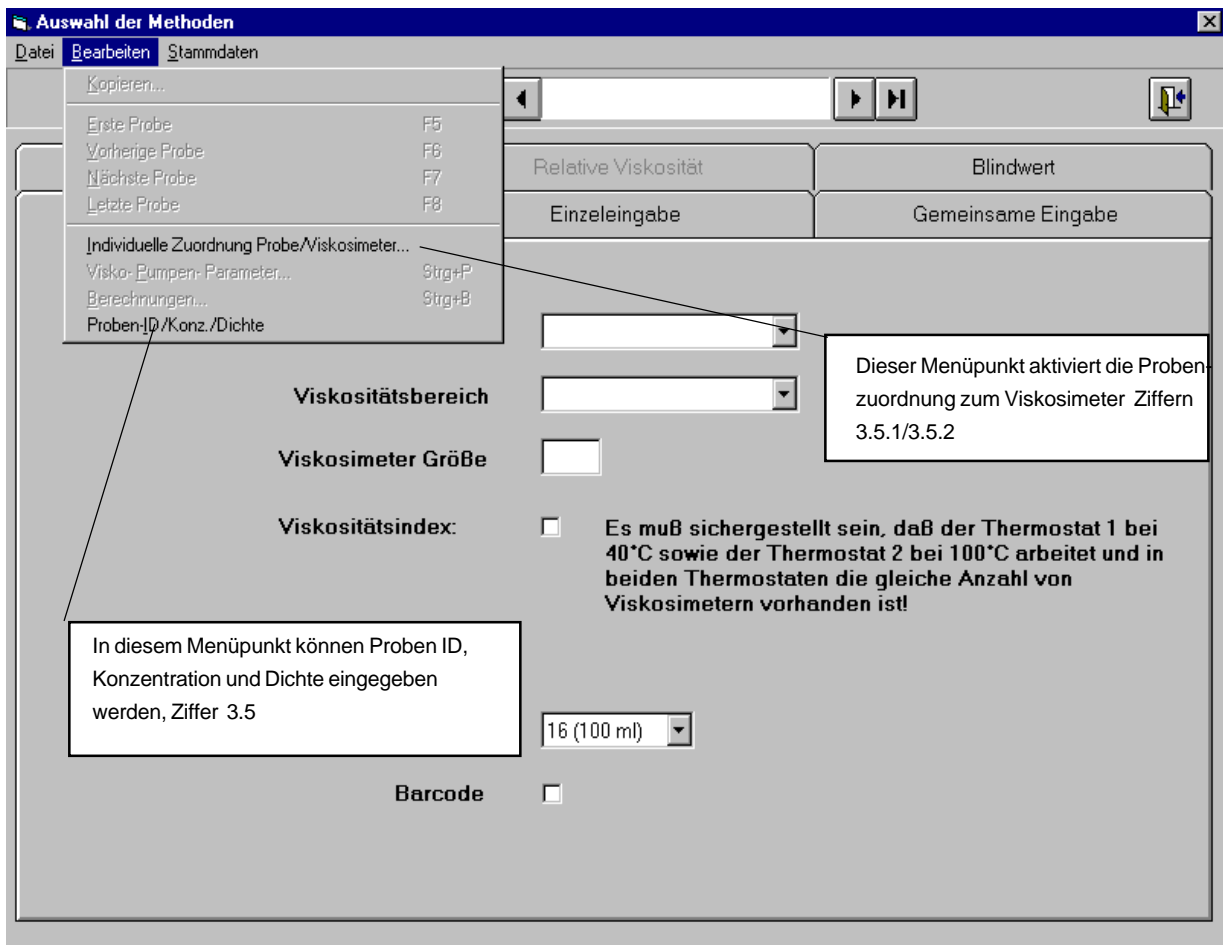 Auswahl der Methoden
Datei Bearbeiten Stammdaten
Kopieren...
Erste Probe F5
Vorherige Probe F6
Nächste Probe F7
Letzte Probe F8
Individuelle Zuordnung Probe/Viskosimeter...
Visko- Pumpen- Parameter... Strg+P
Berechnungen... Strg+B
Proben-ID/Konz./Dichte
Relative Viskosität
Blindwert
Einzeleingabe
Gemeinsame Eingabe
Dieser Menüpunkt aktiviert die Proben-
zuordnung zum Viskosimeter Ziffern
3.5.1/3.5.2
Viskositätsbereich
Viskosimeter Größe
Viskositätsindex:
Es muß sichergestellt sein, daß der Thermostat 1 bei
40°C sowie der Thermostat 2 bei 100°C arbeitet und in
beiden Thermostaten die gleiche Anzahl von
Viskosimetern vorhanden ist!
In diesem Menüpunkt können Proben ID,
Konzentration und Dichte eingegeben
werden, Ziffer 3.5
16 (100 ml)
Barcode